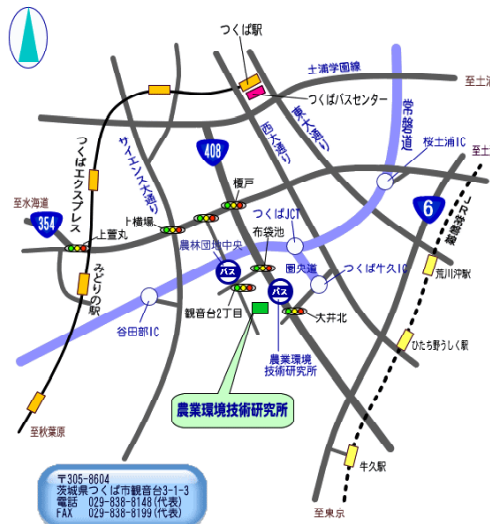 つくば駅
土浦学園線
至土浦
つくばバスセンター
東大通り
西大通り
サイエンス大通り
常磐道
桜土浦IC
至土
408
つくばエクスプレス
榎戸
至水海道
354
上萱丸
ト横場
布袋池
つくばJCT
6
JR常磐線
農林団地中央
バス
圏央道
つくば牛久IC
荒川沖駅
みどりの駅
谷田部IC
観音台2丁目
バス
大井北
農業環境
技術研究所
ひたち野うしく駅
農業環境技術研究所
至秋葉原
牛久駅
至東京
〒305-8604
茨城県つくば市観音台3-1-3
電話 029-838-8148(代表)
FAX 029-838-8199(代表)